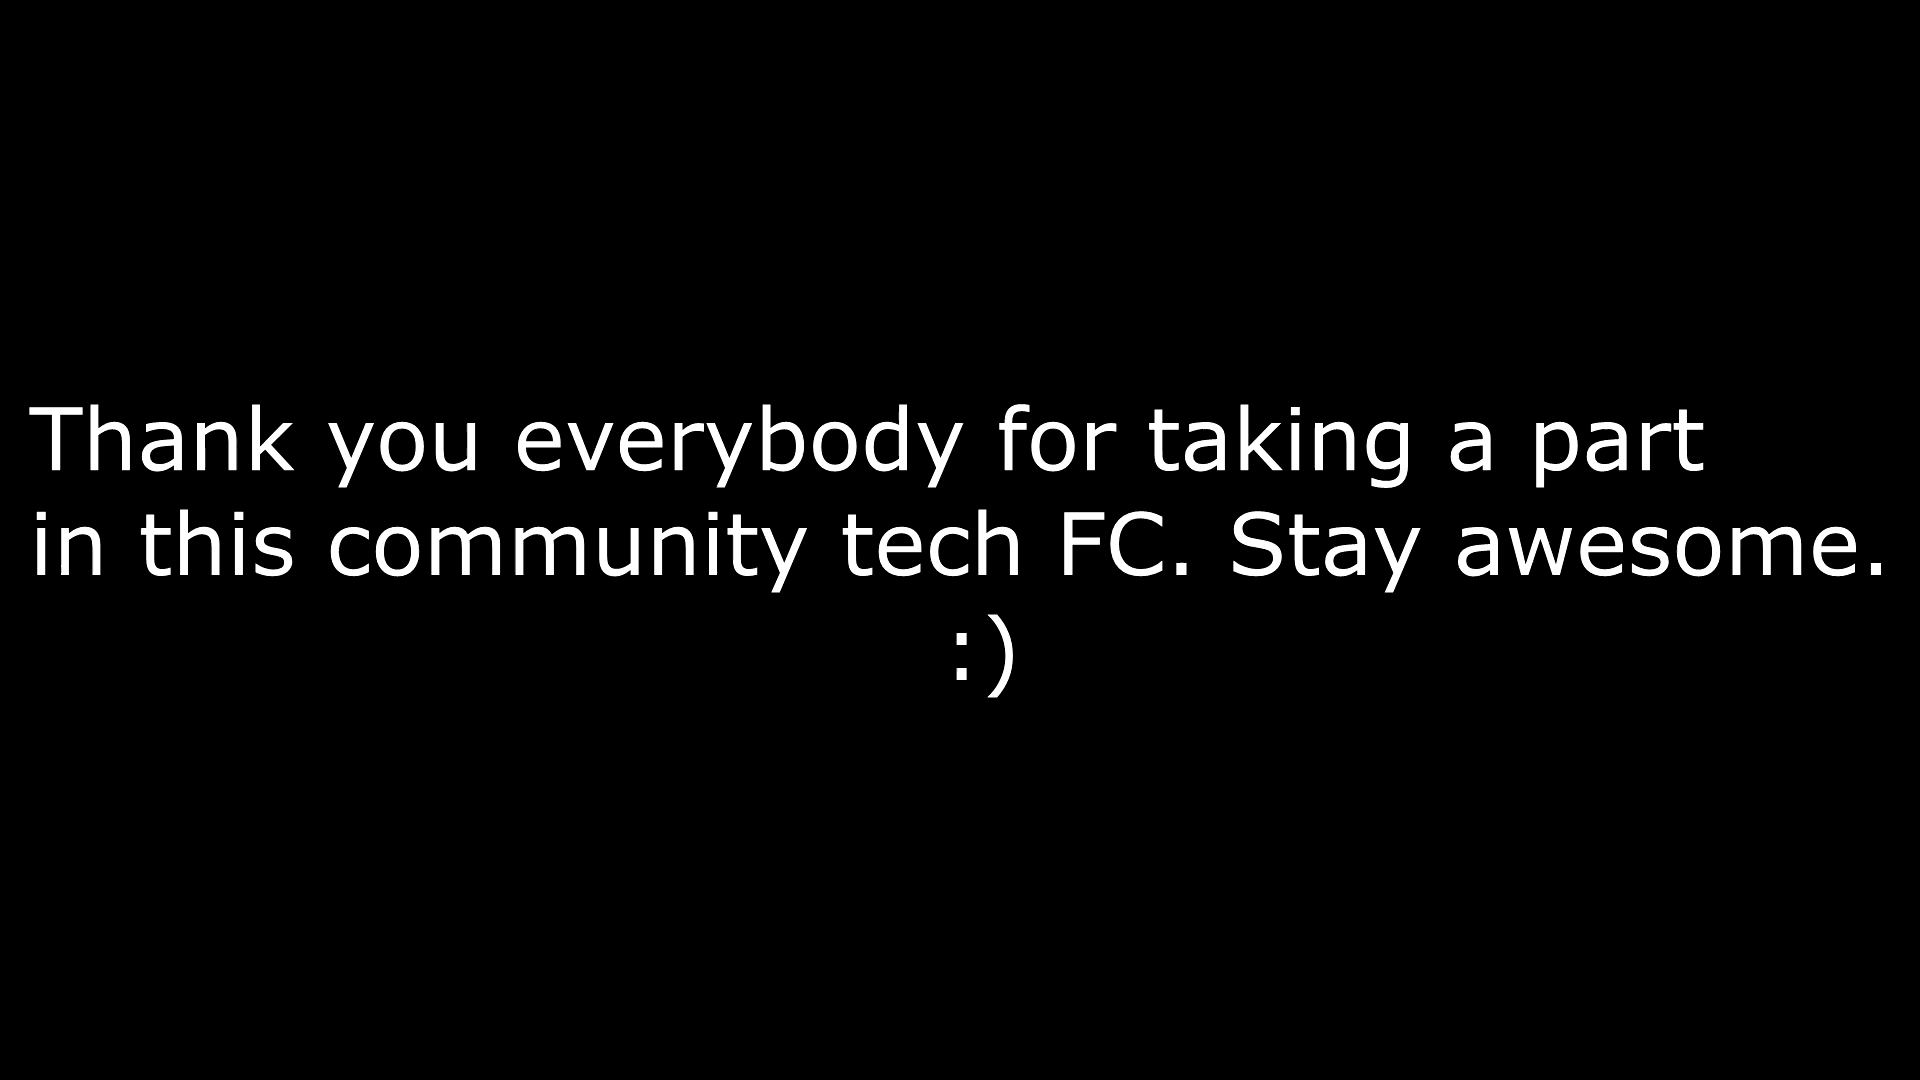 Thank you everybody for taking a part
in this community tech FC. Stay awesome.
:)